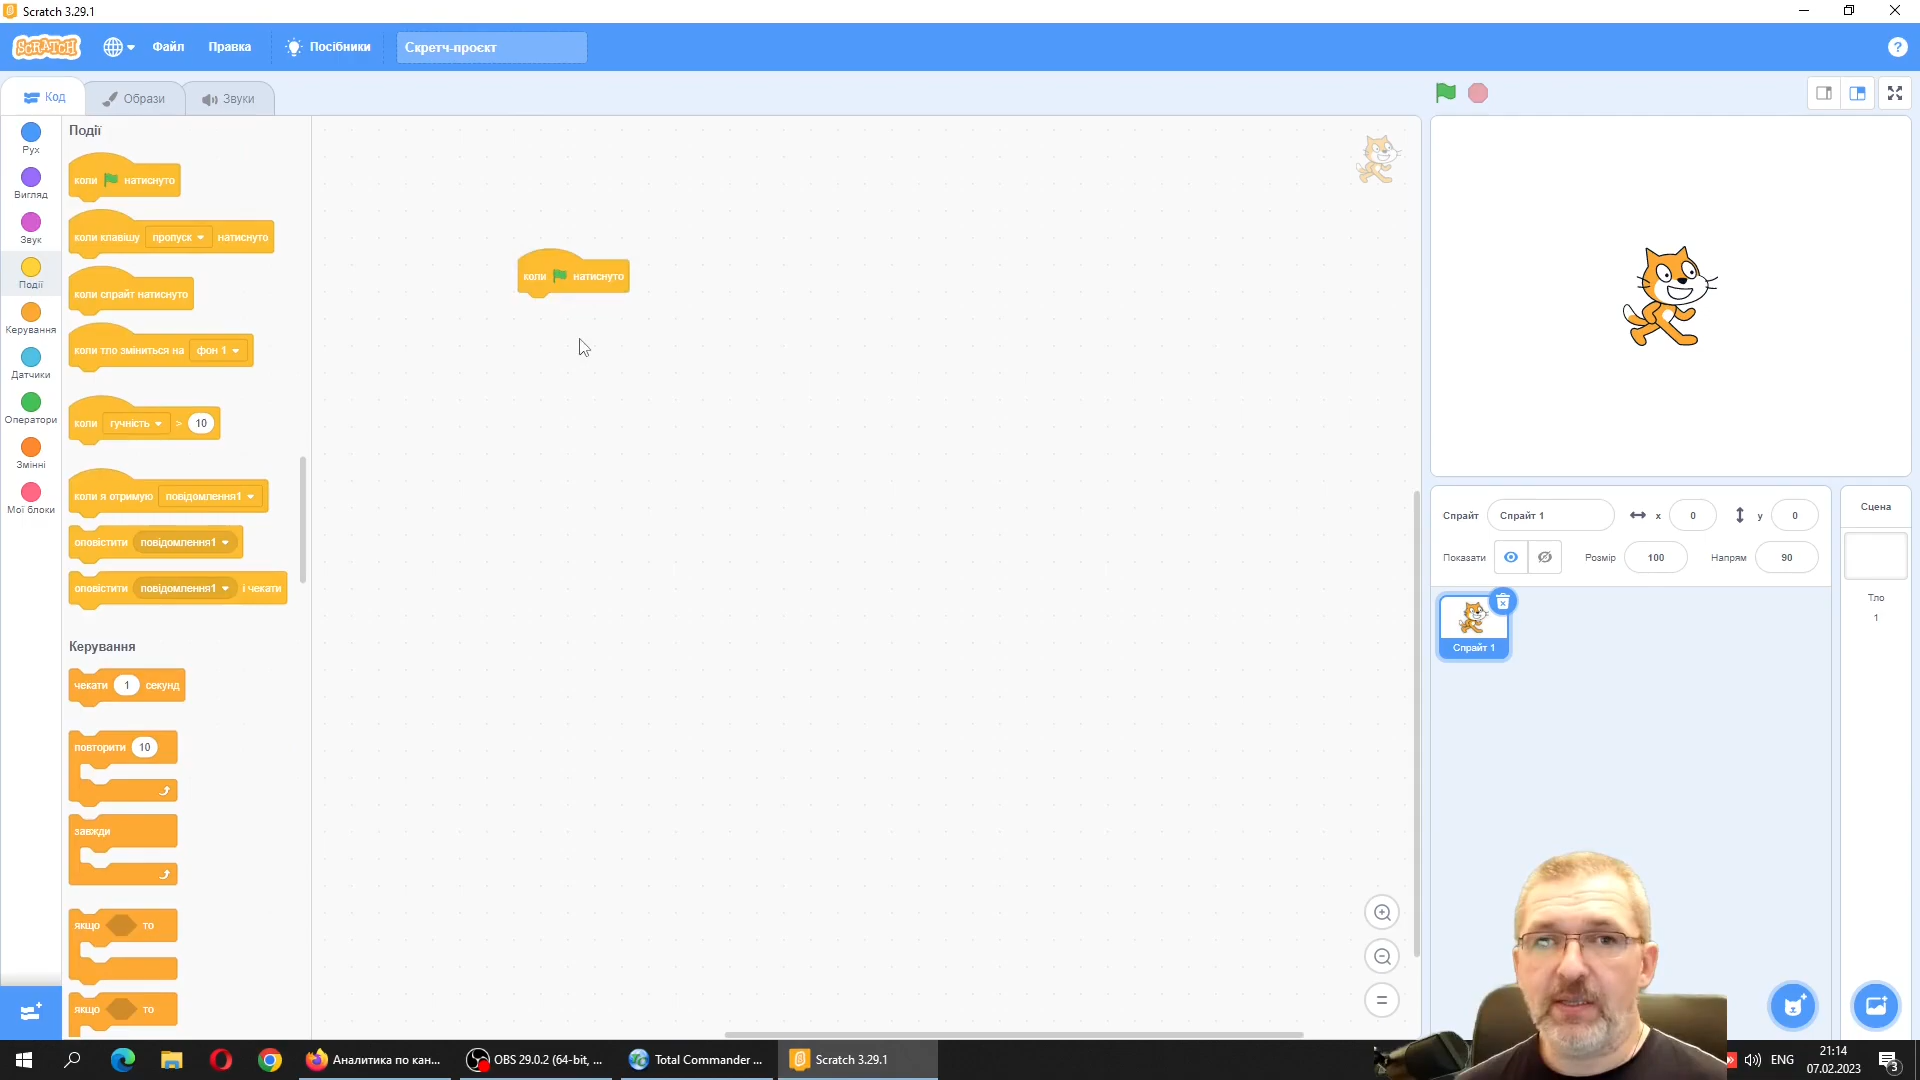 Scratch 3.29.1
SCRATCH
Файл
Правка
Посібники
Скретч-проєкт
Код
Образи
Звуки
Рух
Вигляд
Звук
Події
Керування
Датчики
Оператори
Змінні
Мої блоки
Події
коли натиснуто
коли клавішу пропуск натиснуто
коли спрайт натиснуто
коли тло зміниться на фон 1
коли гучність > 10
коли я отримую повідомлення1
оповістити повідомлення1
оповістити повідомлення1 і чекати
Керування
чекати 1 секунд
повторити 10
завжди
якщо то
якщо то
коли натиснуто
Спрайт Спрайт 1 x 0 y 0
Показати Розмір 100 Напрям 90
Спрайт 1
Сцена
Тло
1
Аналитика по кан...
OBS 29.0.2 (64-bit, ...
Total Commander ...
Scratch 3.29.1
ENG
21:14
07.02.2023
3